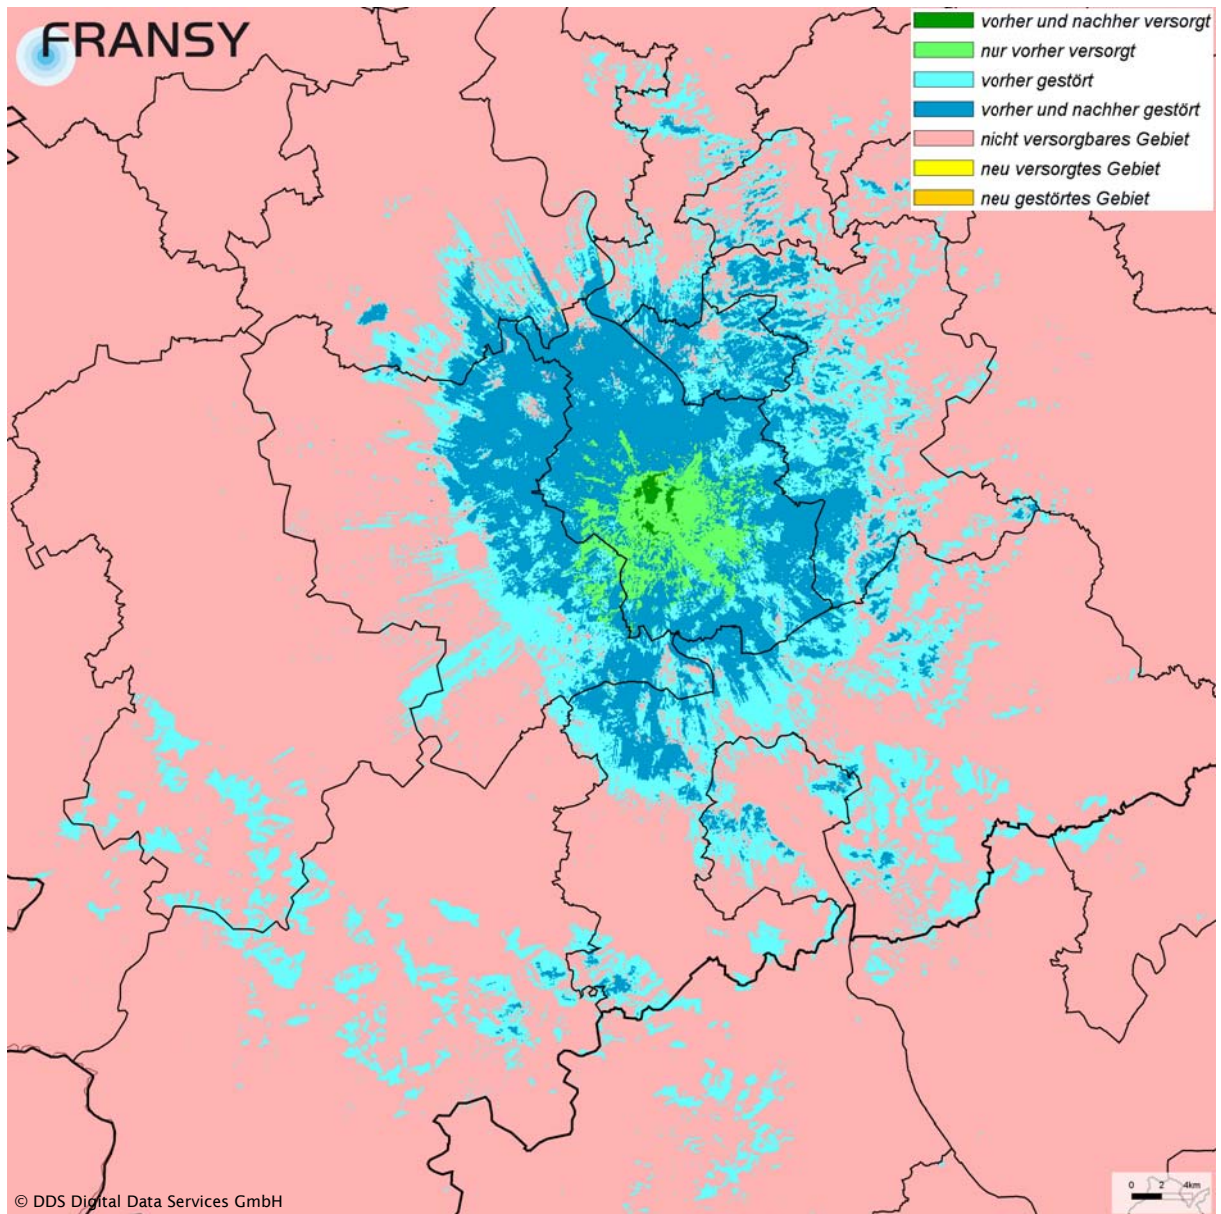 FRANSY
vorher und nachher versorgt
nur vorher versorgt
vorher gestört
vorher und nachher gestört
nicht versorgbares Gebiet
neu versorgtes Gebiet
neu gestörtes Gebiet
© DDS Digital Data Services GmbH
0 2 4km